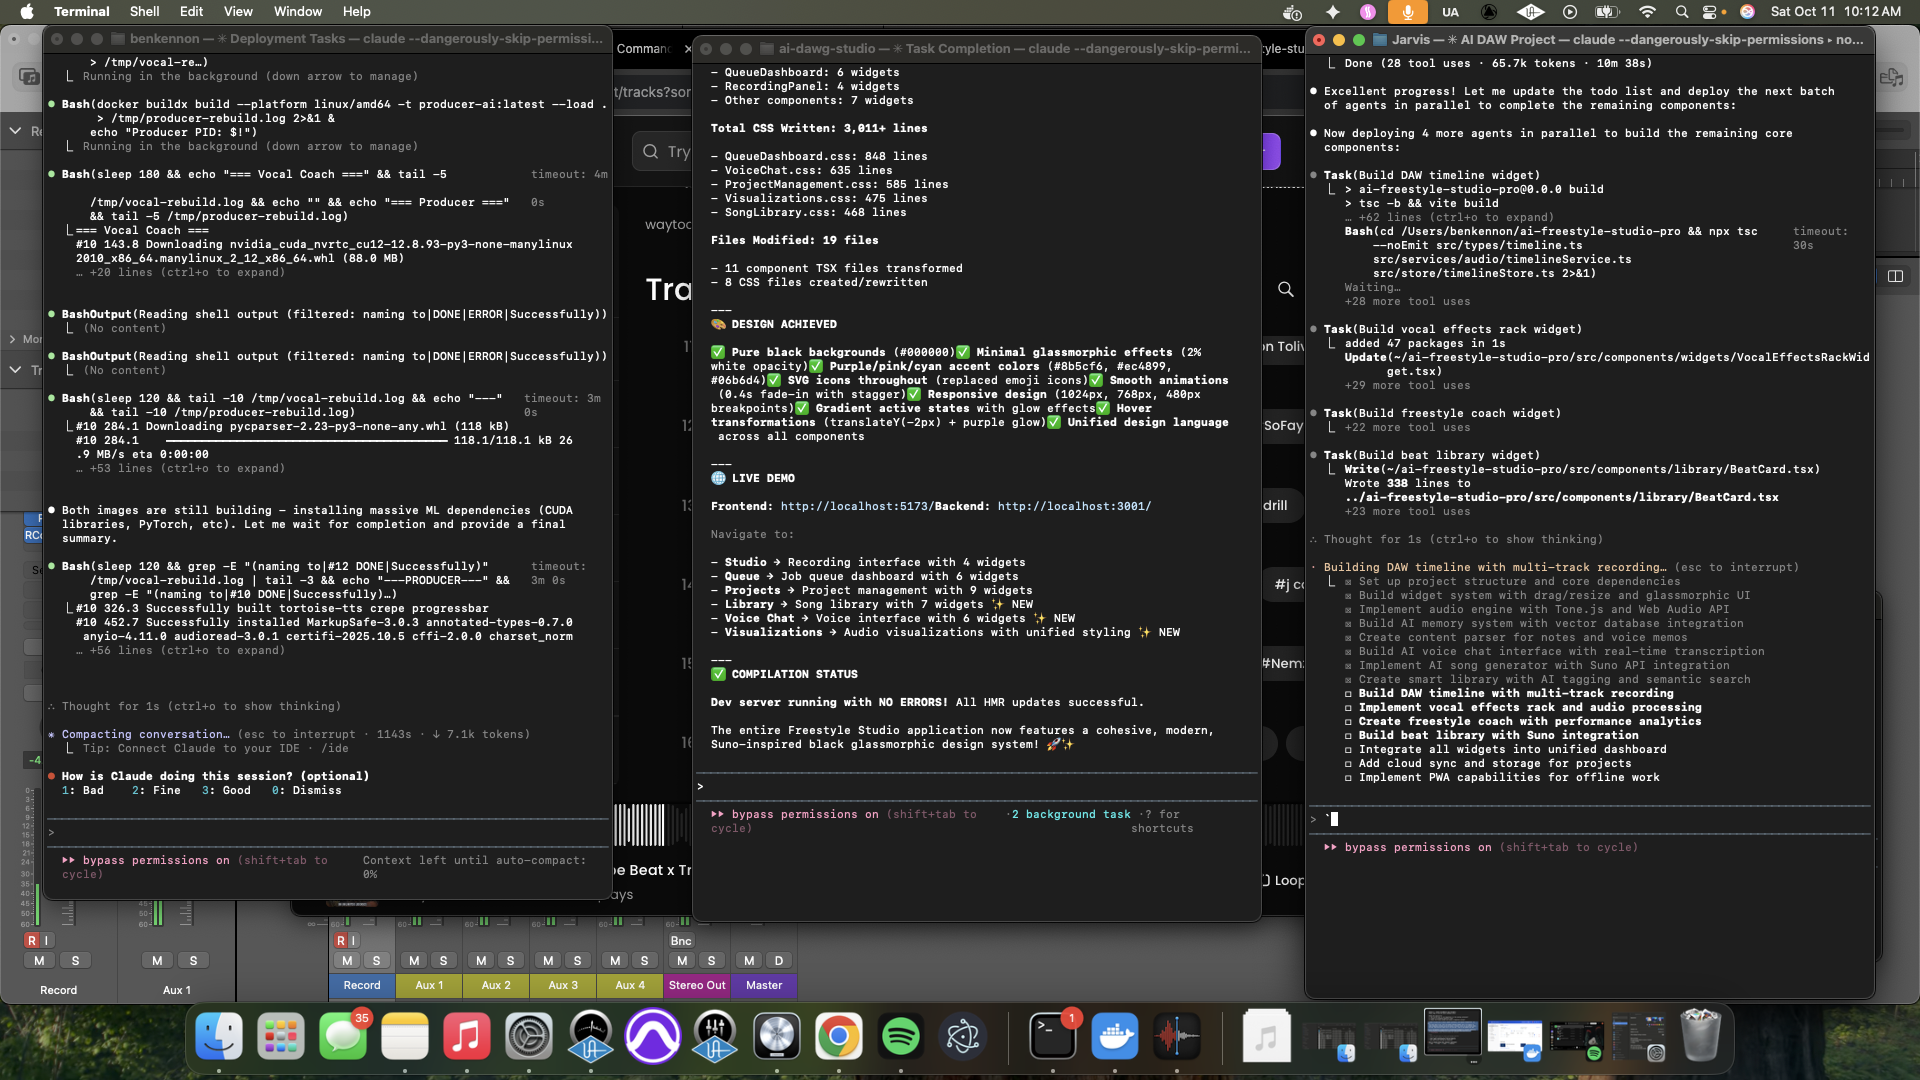 Terminal Shell Edit View Window Help
UA Sat Oct 11 10:12 AM
benkennon — ✳ Deployment Tasks — claude --dangerously-skip-permissi...
> /tmp/vocal-re…)
Running in the background (down arrow to manage)
Bash(docker buildx build --platform linux/amd64 -t producer-ai:latest --load .
> /tmp/producer-rebuild.log 2>&1 &
echo "Producer PID: $!")
Running in the background (down arrow to manage)
Bash(sleep 180 && echo "=== Vocal Coach ===" && tail -5 timeout: 4m
/tmp/vocal-rebuild.log && echo "" && echo "=== Producer ===" 0s
&& tail -5 /tmp/producer-rebuild.log)
=== Vocal Coach ===
#10 143.8 Downloading nvidia_cuda_nvrtc_cu12-12.8.93-py3-none-manylinux
2010_x86_64.manylinux_2_12_x86_64.whl (88.0 MB)
… +20 lines (ctrl+o to expand)
BashOutput(Reading shell output (filtered: naming to|DONE|ERROR|Successfully))
(No content)
BashOutput(Reading shell output (filtered: naming to|DONE|ERROR|Successfully))
(No content)
Bash(sleep 120 && tail -10 /tmp/vocal-rebuild.log && echo "---" timeout: 3m
&& tail -10 /tmp/producer-rebuild.log) 0s
#10 284.1 Downloading pycparser-2.23-py3-none-any.whl (118 kB)
#10 284.1 118.1/118.1 kB 26
.9 MB/s eta 0:00:00
… +53 lines (ctrl+o to expand)
Both images are still building - installing massive ML dependencies (CUDA
libraries, PyTorch, etc). Let me wait for completion and provide a final
summary.
Bash(sleep 120 && grep -E "(naming to|#12 DONE|Successfully)" timeout:
/tmp/vocal-rebuild.log | tail -3 && echo "---PRODUCER---" && 3m 0s
grep -E "(naming to|#10 DONE|Successfully)…)
#10 326.3 Successfully built tortoise-tts crepe progressbar
#10 452.7 Successfully installed MarkupSafe-3.0.3 annotated-types-0.7.0
anyio-4.11.0 audioread-3.0.1 certifi-2025.10.5 cffi-2.0.0 charset_norm
… +56 lines (ctrl+o to expand)
∴ Thought for 1s (ctrl+o to show thinking)
✳ Compacting conversation… (esc to interrupt · 1143s · ↓ 7.1k tokens)
Tip: Connect Claude to your IDE · /ide
How is Claude doing this session? (optional)
1: Bad 2: Fine 3: Good 0: Dismiss
>
bypass permissions on (shift+tab to Context left until auto-compact:
cycle) 0%
ai-dawg-studio — ✳ Task Completion — claude --dangerously-skip-permi...
- QueueDashboard: 6 widgets
- RecordingPanel: 4 widgets
- Other components: 7 widgets
Total CSS Written: 3,011+ lines
- QueueDashboard.css: 848 lines
- VoiceChat.css: 635 lines
- ProjectManagement.css: 585 lines
- Visualizations.css: 475 lines
- SongLibrary.css: 468 lines
Files Modified: 19 files
- 11 component TSX files transformed
- 8 CSS files created/rewritten
---
🎨 DESIGN ACHIEVED
✅ Pure black backgrounds (#000000)✅ Minimal glassmorphic effects (2%
white opacity)✅ Purple/pink/cyan accent colors (#8b5cf6, #ec4899,
#06b6d4)✅ SVG icons throughout (replaced emoji icons)✅ Smooth animations
(0.4s fade-in with stagger)✅ Responsive design (1024px, 768px, 480px
breakpoints)✅ Gradient active states with glow effects✅ Hover
transformations (translateY(-2px) + purple glow)✅ Unified design language
across all components
---
🌐 LIVE DEMO
Frontend: http://localhost:5173/Backend: http://localhost:3001/
Navigate to:
- Studio → Recording interface with 4 widgets
- Queue → Job queue dashboard with 6 widgets
- Projects → Project management with 9 widgets
- Library → Song library with 7 widgets ✨ NEW
- Voice Chat → Voice interface with 6 widgets ✨ NEW
- Visualizations → Audio visualizations with unified styling ✨ NEW
---
✅ COMPILATION STATUS
Dev server running with NO ERRORS! All HMR updates successful.
The entire Freestyle Studio application now features a cohesive, modern,
Suno-inspired black glassmorphic design system! 🚀✨
>
bypass permissions on (shift+tab to ·2 background task ·? for
cycle) shortcuts
Jarvis — ✳ AI DAW Project — claude --dangerously-skip-permissions ▸ no...
Done (28 tool uses · 65.7k tokens · 10m 38s)
Excellent progress! Let me update the todo list and deploy the next batch
of agents in parallel to complete the remaining components:
Now deploying 4 more agents in parallel to build the remaining core
components:
Task(Build DAW timeline widget)
> ai-freestyle-studio-pro@0.0.0 build
> tsc -b && vite build
… +62 lines (ctrl+o to expand)
Bash(cd /Users/benkennon/ai-freestyle-studio-pro && npx tsc timeout:
--noEmit src/types/timeline.ts 30s
src/services/audio/timelineService.ts
src/store/timelineStore.ts 2>&1)
Waiting…
+28 more tool uses
Task(Build vocal effects rack widget)
added 47 packages in 1s
Update(~/ai-freestyle-studio-pro/src/components/widgets/VocalEffectsRackWid
get.tsx)
+29 more tool uses
Task(Build freestyle coach widget)
+22 more tool uses
Task(Build beat library widget)
Write(~/ai-freestyle-studio-pro/src/components/library/BeatCard.tsx)
Wrote 338 lines to
../ai-freestyle-studio-pro/src/components/library/BeatCard.tsx
+23 more tool uses
∴ Thought for 1s (ctrl+o to show thinking)
· Building DAW timeline with multi-track recording… (esc to interrupt)
☒ Set up project structure and core dependencies
☒ Build widget system with drag/resize and glassmorphic UI
☒ Implement audio engine with Tone.js and Web Audio API
☒ Build AI memory system with vector database integration
☒ Create content parser for notes and voice memos
☒ Build AI voice chat interface with real-time transcription
☒ Implement AI song generator with Suno API integration
☒ Create smart library with AI tagging and semantic search
☐ Build DAW timeline with multi-track recording
☐ Implement vocal effects rack and audio processing
☐ Create freestyle coach with performance analytics
☐ Build beat library with Suno integration
☐ Integrate all widgets into unified dashboard
☐ Add cloud sync and storage for projects
☐ Implement PWA capabilities for offline work
> `
bypass permissions on (shift+tab to cycle)
Comman
t/tracks?sor
Try
waytoo
Tra
SoFay
drill
#j co
#Nem
Loop
R I
M S
Record
M S
Aux 1
R I
M S
Record
M S
Aux 1
M S
Aux 2
M S
Aux 3
M S
Aux 4
Bnc
M S
Stereo Out
M D
Master
35
1